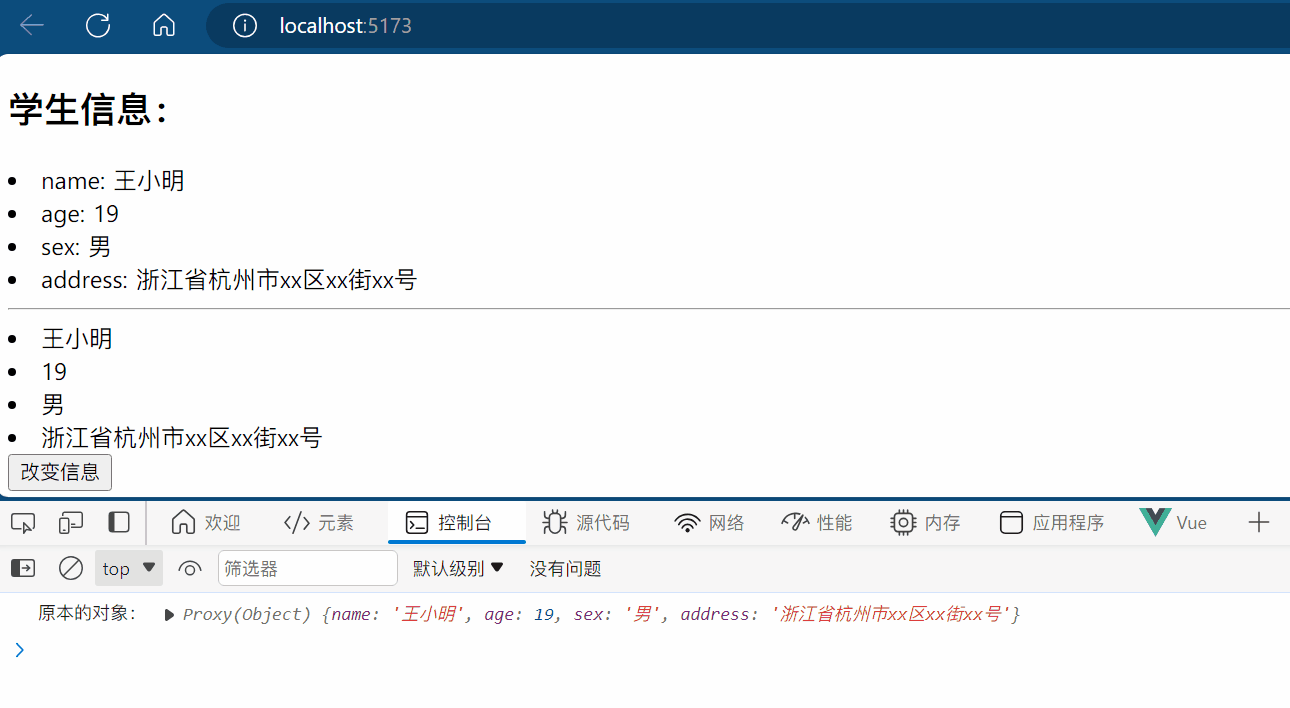 localhost:5173
学生信息：
name: 王小明
age: 19
sex: 男
address: 浙江省杭州市xx区xx街xx号
王小明
19
男
浙江省杭州市xx区xx街xx号
改变信息
欢迎 元素 控制台 源代码 网络 性能 内存 应用程序 Vue
top 筛选器 默认级别 没有问题
原本的对象： Proxy(Object) {name: '王小明', age: 19, sex: '男', address: '浙江省杭州市xx区xx街xx号'}